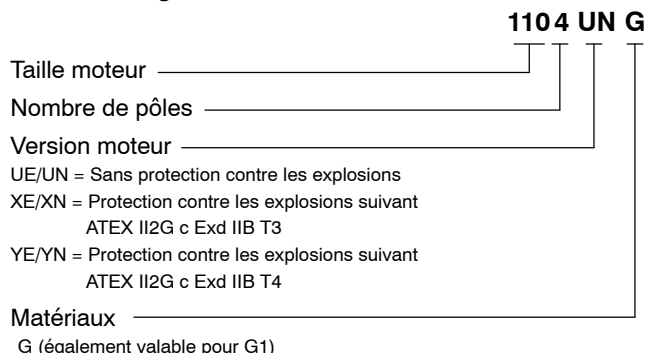 110 4 UN G
Taille moteur
Nombre de pôles
Version moteur
UE/UN = Sans protection contre les explosions
XE/XN = Protection contre les explosions suivant
ATEX II2G c Exd IIB T3
YE/YN = Protection contre les explosions suivant
ATEX II2G c Exd IIB T4
Matériaux
G (également valable pour G1)